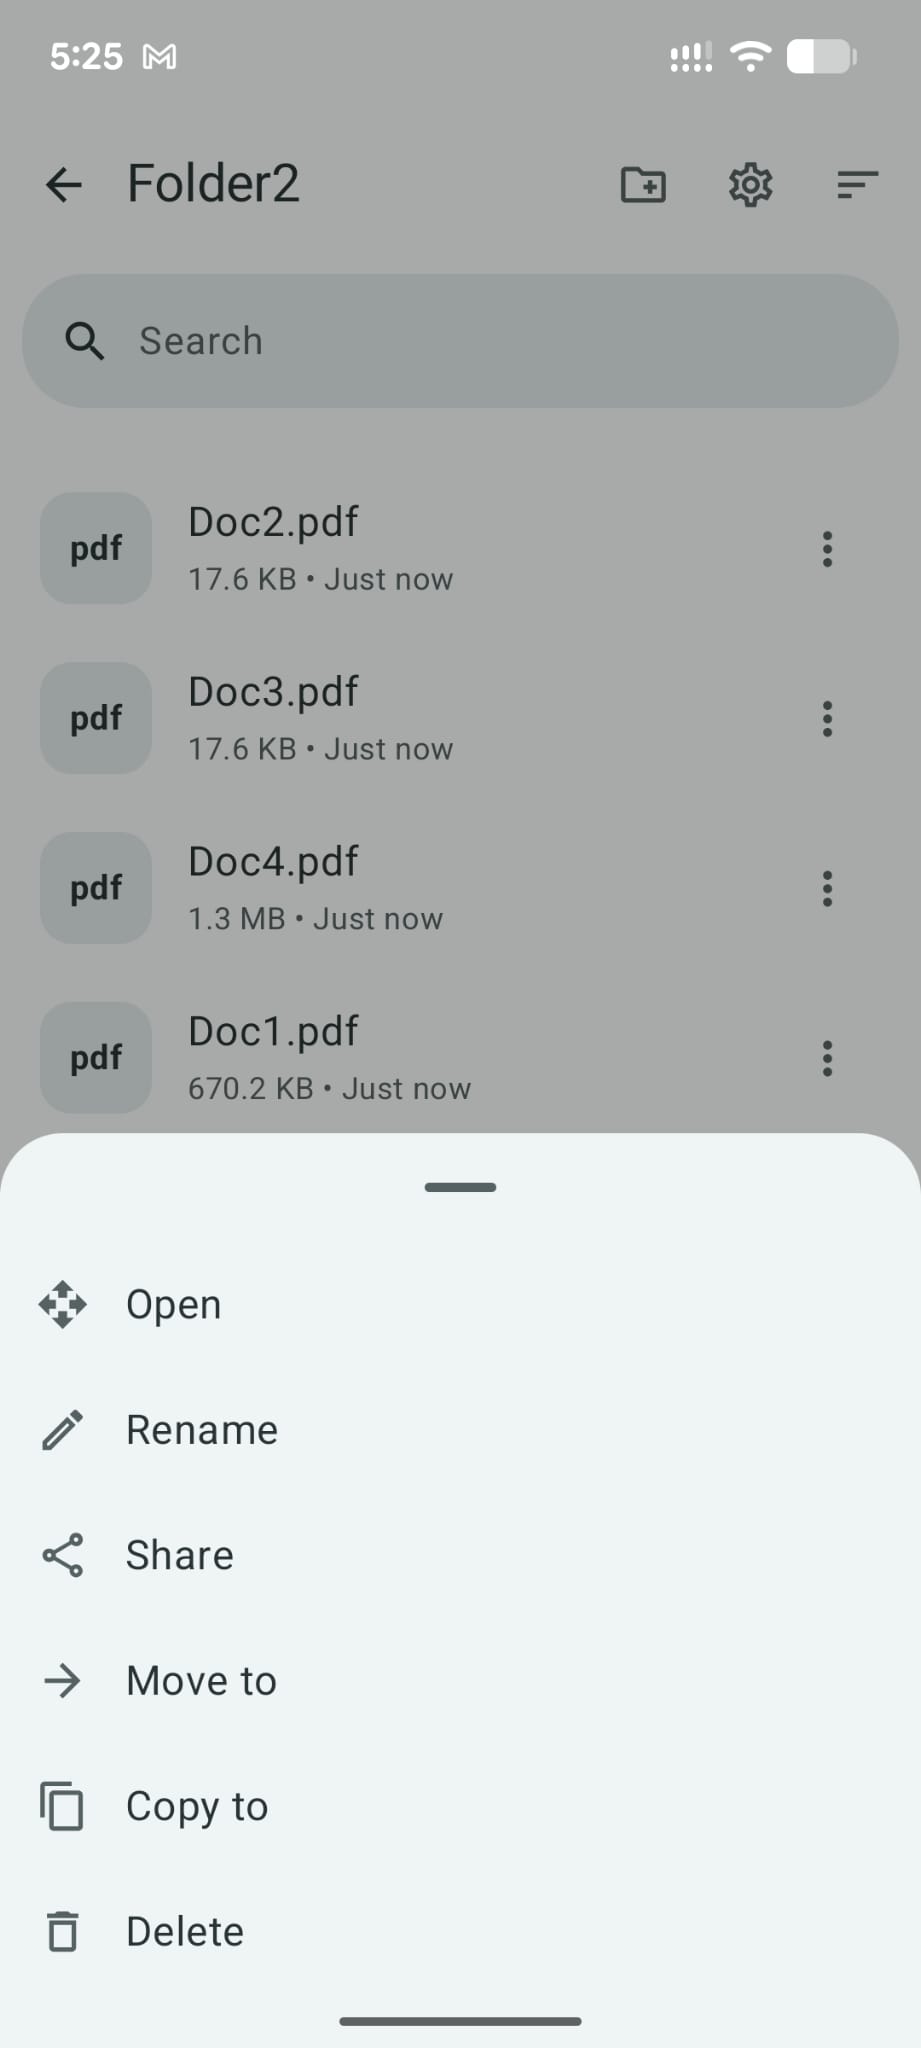 5:25
Folder2
Search
pdf
Doc2.pdf
17.6 KB • Just now
pdf
Doc3.pdf
17.6 KB • Just now
pdf
Doc4.pdf
1.3 MB • Just now
pdf
Doc1.pdf
670.2 KB • Just now
Open
Rename
Share
Move to
Copy to
Delete